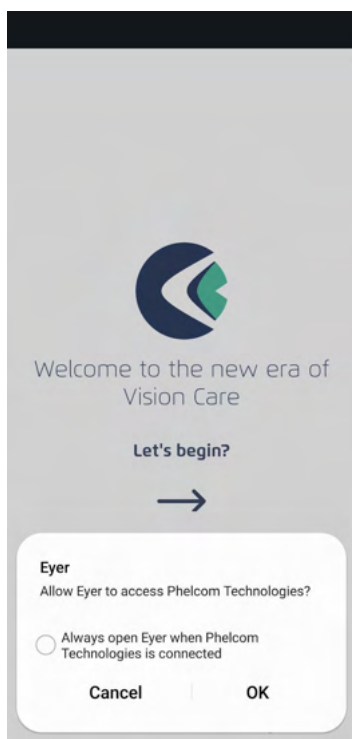 Welcome to the new era of
Vision Care
Let's begin?
Eyer
Allow Eyer to access Phelcom Technologies?
Always open Eyer when Phelcom
Technologies is connected
Cancel
OK